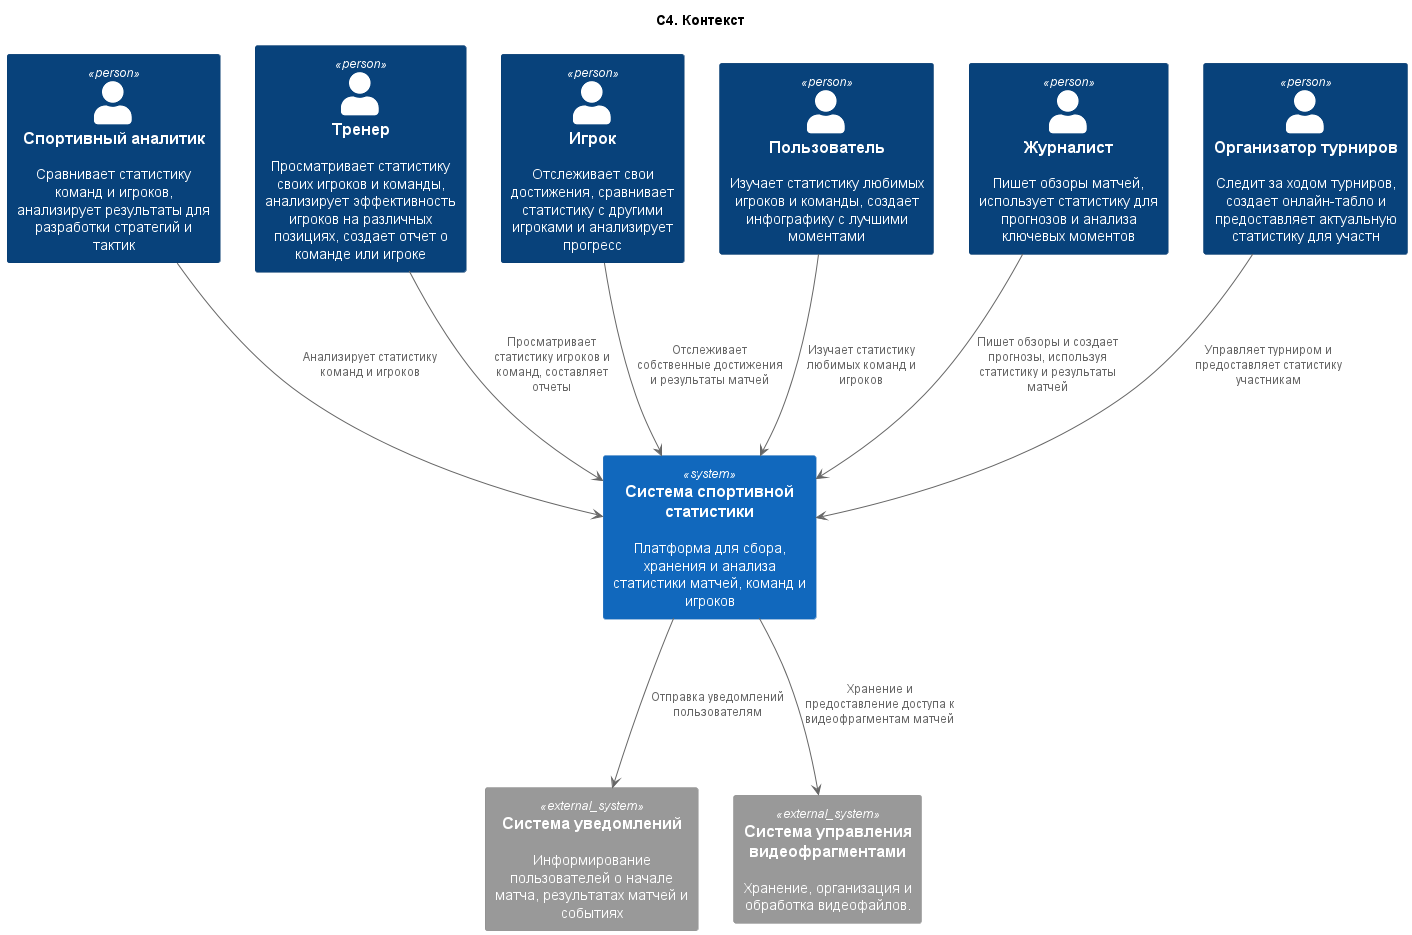 C4. Контекст
«person»
Спортивный аналитик
Сравнивает статистику
команд и игроков,
анализирует результаты для
разработки стратегий и
тактик
«person»
Тренер
Просматривает статистику
своих игроков и команды,
анализирует эффективность
игроков на различных
позициях, создает отчет о
команде или игроке
«person»
Игрок
Отслеживает свои
достижения, сравнивает
статистику с другими
игроками и анализирует
прогресс
«person»
Пользователь
Изучает статистику любимых
игроков и команды, создает
инфографику с лучшими
моментами
«person»
Журналист
Пишет обзоры матчей,
использует статистику для
прогнозов и анализа
ключевых моментов
«person»
Организатор турниров
Следит за ходом турниров,
создает онлайн-табло и
предоставляет актуальную
статистику для участн
Анализирует статистику
команд и игроков
Просматривает
статистику игроков и
команд, составляет
отчеты
Отслеживает
собственные достижения
и результаты матчей
Изучает статистику
любимых команд и
игроков
Пишет обзоры и создает
прогнозы, используя
статистику и результаты
матчей
Управляет турниром и
предоставляет статистику
участникам
«system»
Система спортивной
статистики
Платформа для сбора,
хранения и анализа
статистики матчей, команд и
игроков
Отправка уведомлений
пользователям
Хранение и
предоставление доступа к
видеофрагментам матчей
«external_system»
Система уведомлений
Информирование
пользователей о начале
матча, результатах матчей и
событиях
«external_system»
Система управления
видеофрагментами
Хранение, организация и
обработка видеофайлов.